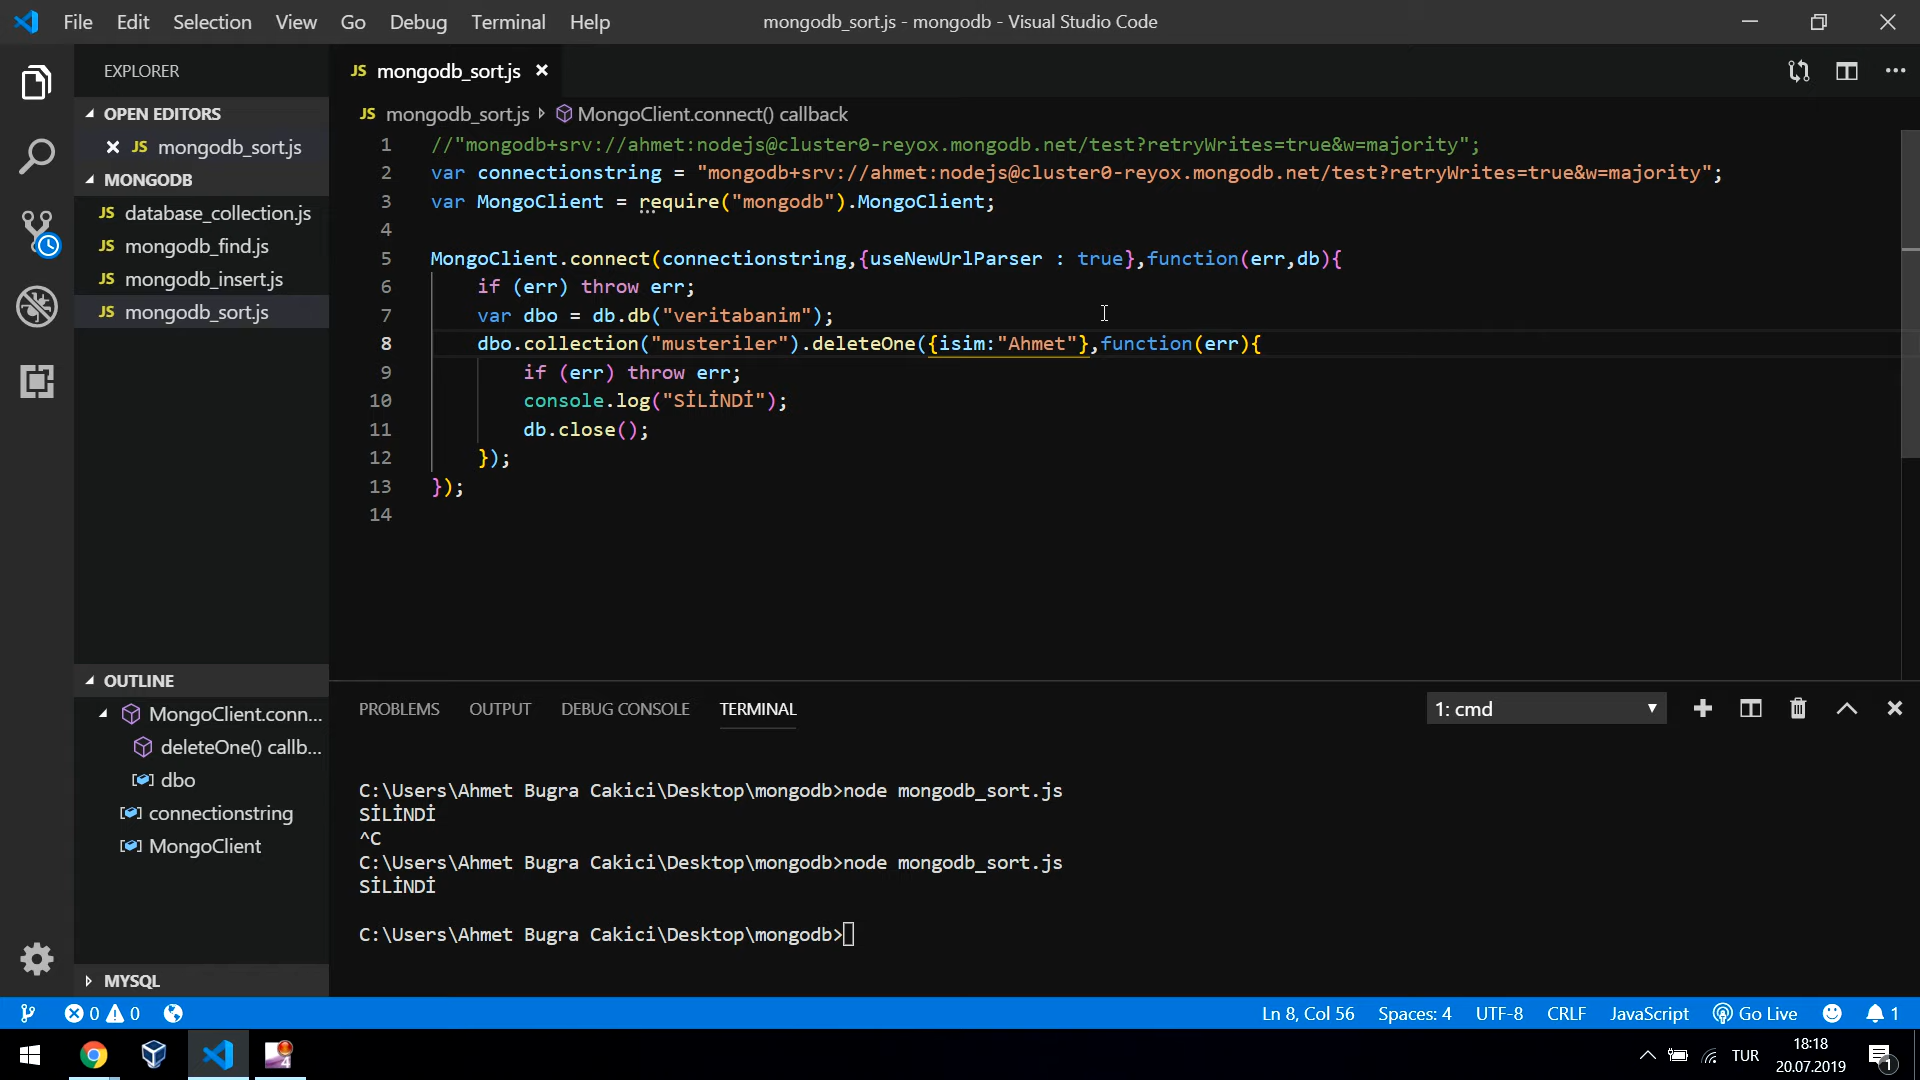 File Edit Selection View Go Debug Terminal Help
mongodb_sort.js - mongodb - Visual Studio Code
EXPLORER
OPEN EDITORS
JS mongodb_sort.js
MONGODB
JS database_collection.js
JS mongodb_find.js
JS mongodb_insert.js
JS mongodb_sort.js
OUTLINE
MongoClient.conn...
deleteOne() callb...
dbo
connectionstring
MongoClient
MYSQL
JS mongodb_sort.js
JS mongodb_sort.js MongoClient.connect() callback
1 //"mongodb+srv://ahmet:nodejs@cluster0-reyox.mongodb.net/test?retryWrites=true&w=majority";
2 var connectionstring = "mongodb+srv://ahmet:nodejs@cluster0-reyox.mongodb.net/test?retryWrites=true&w=majority";
3 var MongoClient = require("mongodb").MongoClient;
4
5 MongoClient.connect(connectionstring,{useNewUrlParser : true},function(err,db){
6 if (err) throw err;
7 var dbo = db.db("veritabanim");
8 dbo.collection("musteriler").deleteOne({isim:"Ahmet"},function(err){
9 if (err) throw err;
10 console.log("SİLİNDİ");
11 db.close();
12 });
13 });
14
PROBLEMS OUTPUT DEBUG CONSOLE TERMINAL
1: cmd
C:\Users\Ahmet Bugra Cakici\Desktop\mongodb>node mongodb_sort.js
SİLİNDİ
^C
C:\Users\Ahmet Bugra Cakici\Desktop\mongodb>node mongodb_sort.js
SİLİNDİ
C:\Users\Ahmet Bugra Cakici\Desktop\mongodb>
0 0
Ln 8, Col 56 Spaces: 4 UTF-8 CRLF JavaScript Go Live 1
4
TUR
18:18
20.07.2019
1